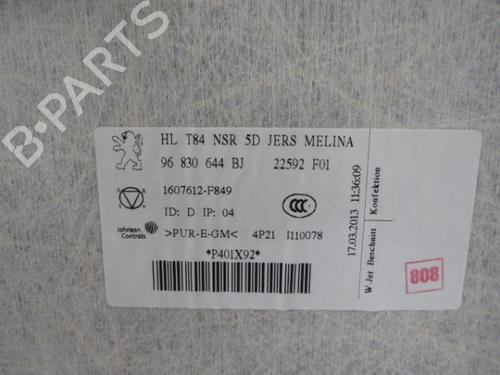 B-PARTS
HL T84 NSR 5D JERS MELINA
96 830 644 BJ 22592 F01
1607612-F849
ID: D IP: 04
CCC
Johnson Controls
>PUR-E-GM< 4P21 I110078
*P401X92*
17.03.2013 11:36:09
W-Jet Beschnitt Konfektion
808